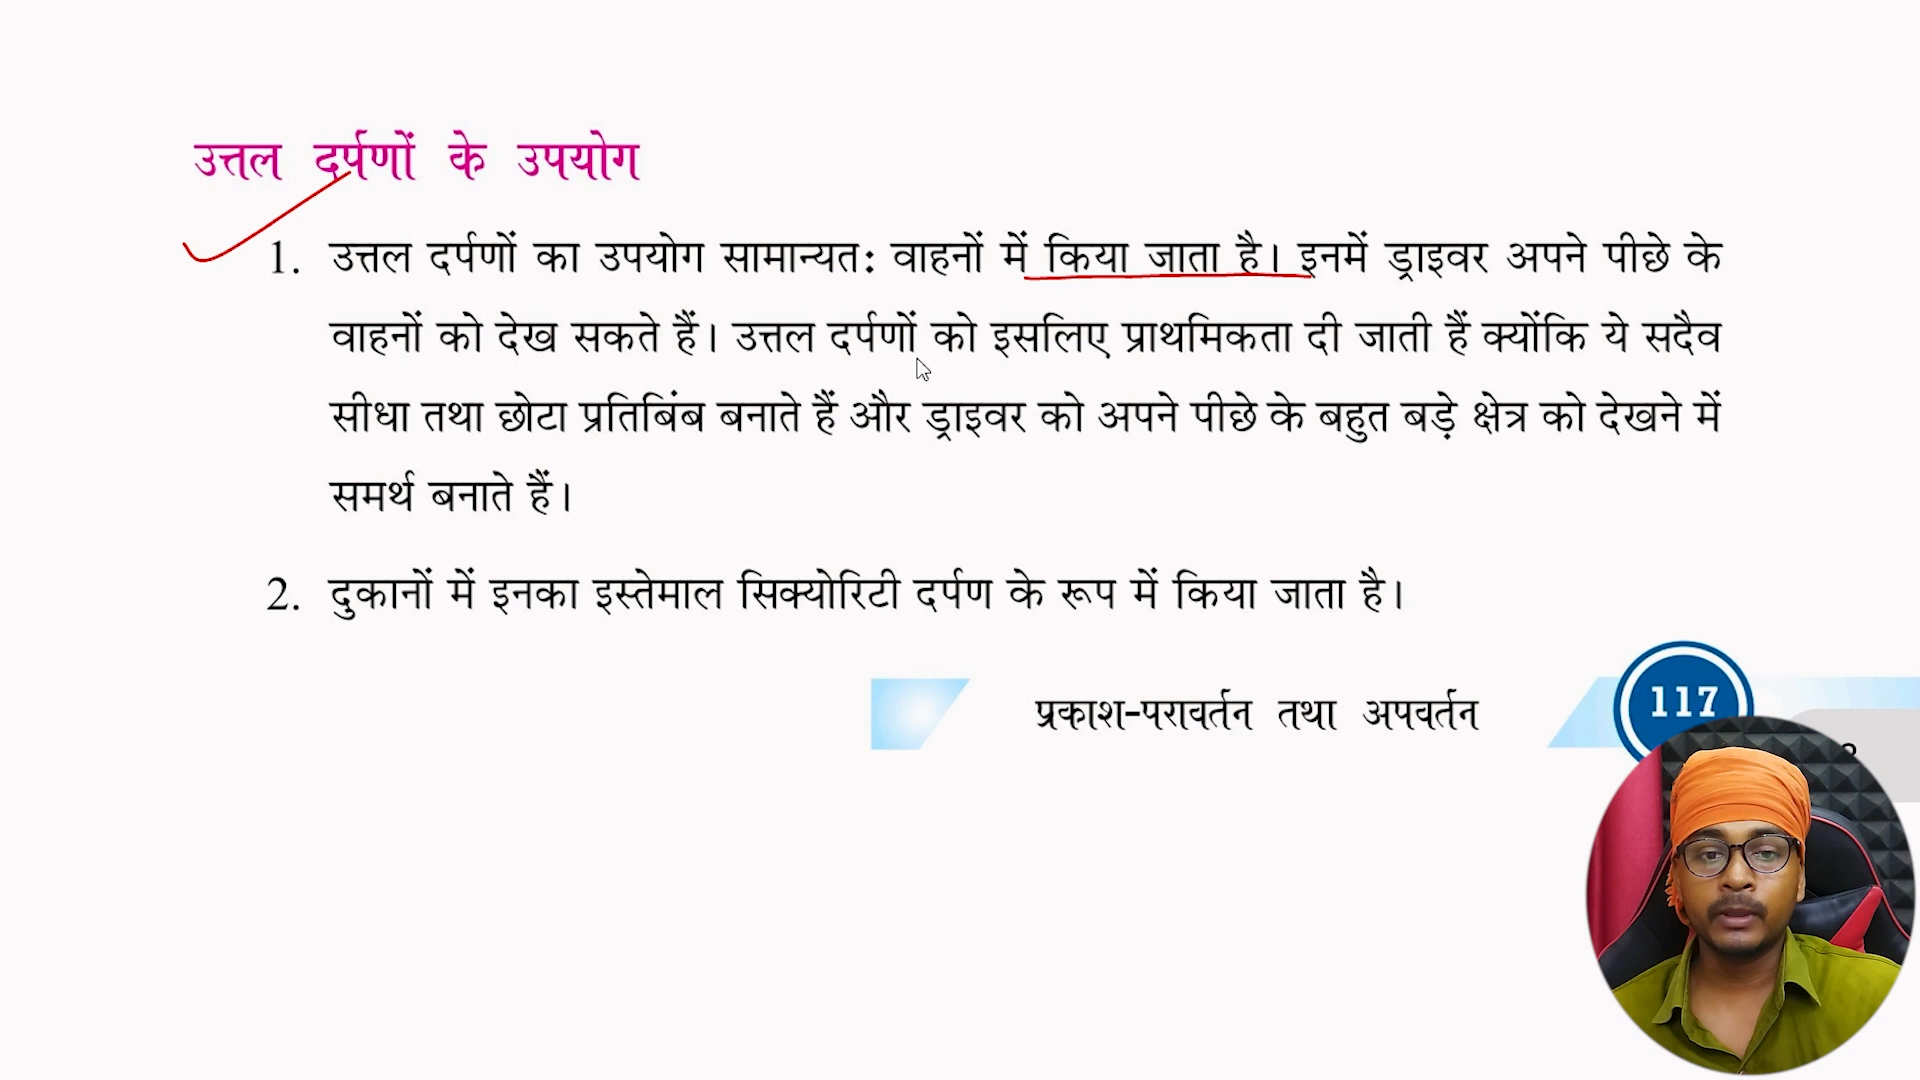 उत्तल दर्पणों के उपयोग
1. उत्तल दर्पणों का उपयोग सामान्यत: वाहनों में किया जाता है। इनमें ड्राइवर अपने पीछे के
वाहनों को देख सकते हैं। उत्तल दर्पणों को इसलिए प्राथमिकता दी जाती हैं क्योंकि ये सदैव
सीधा तथा छोटा प्रतिबिंब बनाते हैं और ड्राइवर को अपने पीछे के बहुत बड़े क्षेत्र को देखने में
समर्थ बनाते हैं।
2. दुकानों में इनका इस्तेमाल सिक्योरिटी दर्पण के रूप में किया जाता है।
प्रकाश-परावर्तन तथा अपवर्तन
117